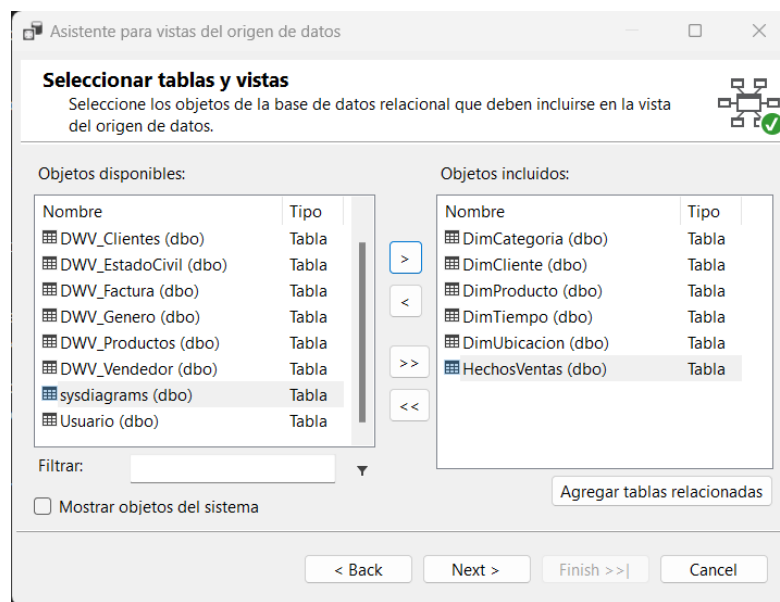 Asistente para vistas del origen de datos
Seleccionar tablas y vistas
Seleccione los objetos de la base de datos relacional que deben incluirse en la vista
del origen de datos.
Objetos disponibles:
Nombre Tipo
DWV_Clientes (dbo) Tabla
DWV_EstadoCivil (dbo) Tabla
DWV_Factura (dbo) Tabla
DWV_Genero (dbo) Tabla
DWV_Productos (dbo) Tabla
DWV_Vendedor (dbo) Tabla
sysdiagrams (dbo) Tabla
Usuario (dbo) Tabla
Filtrar:
Mostrar objetos del sistema
>
<
>>
<<
Objetos incluidos:
Nombre Tipo
DimCategoria (dbo) Tabla
DimCliente (dbo) Tabla
DimProducto (dbo) Tabla
DimTiempo (dbo) Tabla
DimUbicacion (dbo) Tabla
HechosVentas (dbo) Tabla
Agregar tablas relacionadas
< Back Next > Finish >>| Cancel